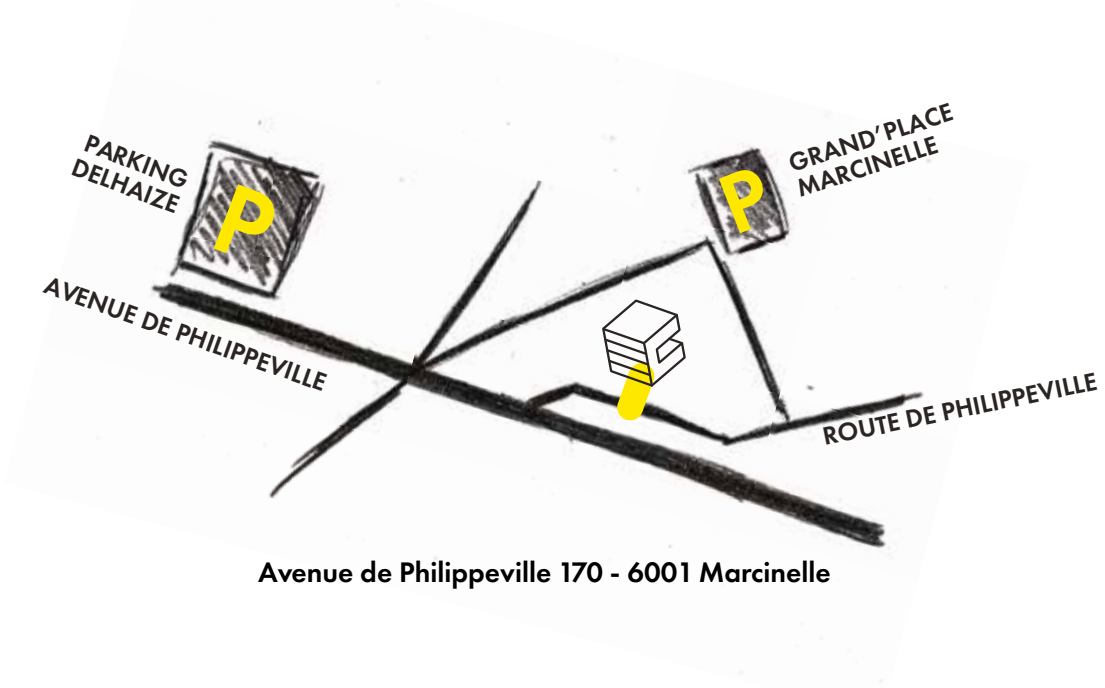 PARKING
DELHAIZE
P
P
GRAND'PLACE
MARCINELLE
AVENUE DE PHILIPPEVILLE
ROUTE DE PHILIPPEVILLE
Avenue de Philippeville 170 - 6001 Marcinelle